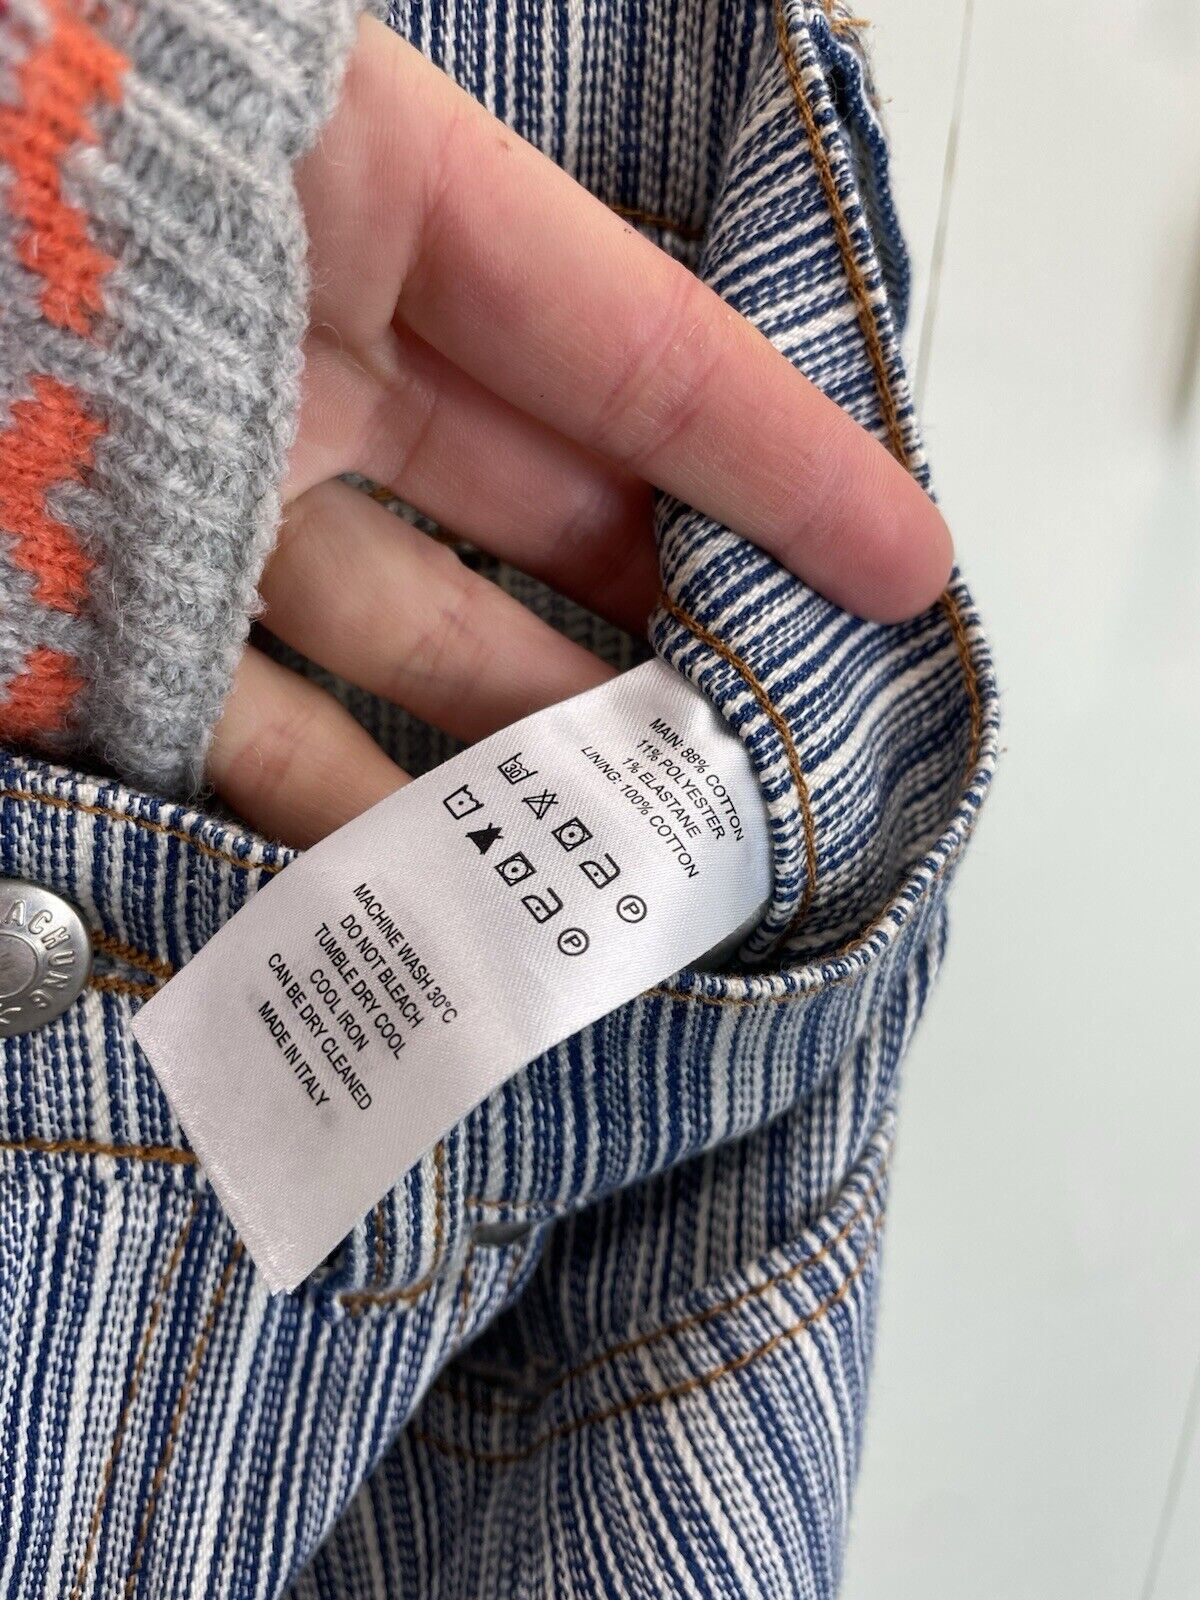 MAIN: 88% COTTON
11% POLYESTER
1% ELASTANE
LINING: 100% COTTON
30
P
P
MACHINE WASH 30°C
DO NOT BLEACH
TUMBLE DRY COOL
COOL IRON
CAN BE DRY CLEANED
MADE IN ITALY
ACHUNG